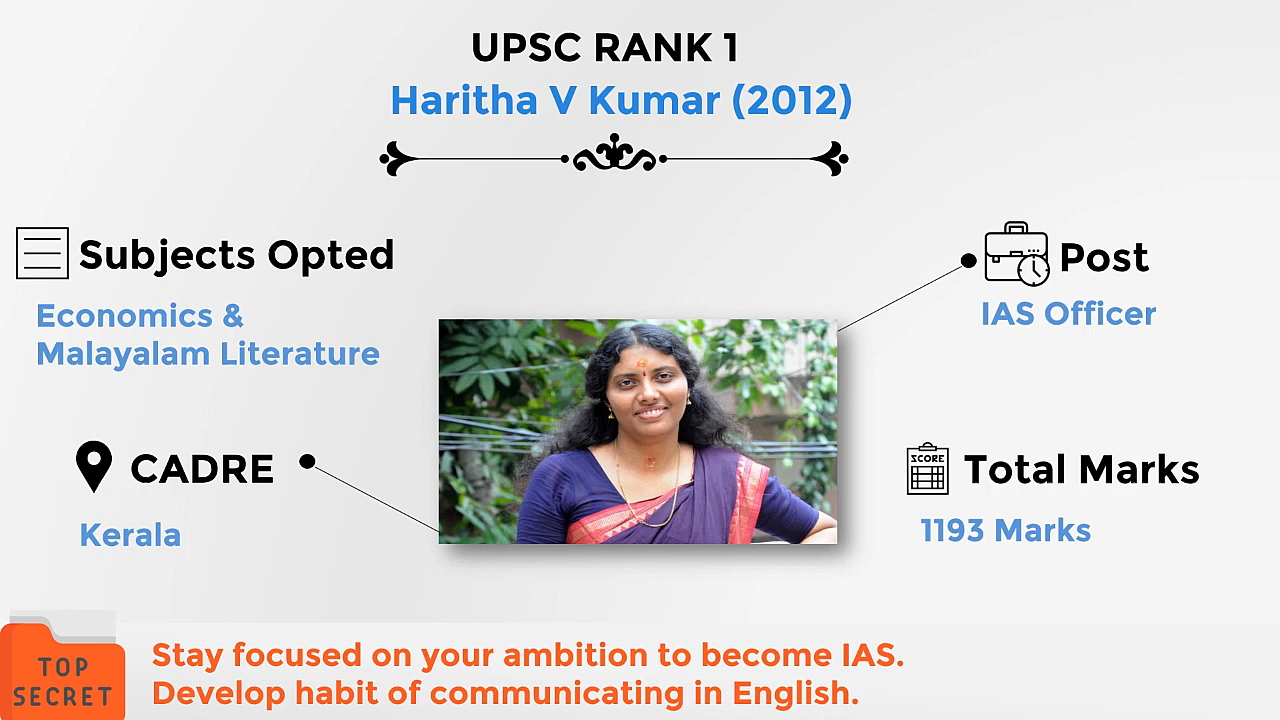 UPSC RANK 1
Haritha V Kumar (2012)
Subjects Opted
Economics &
Malayalam Literature
Post
IAS Officer
CADRE
Kerala
SCORE
Total Marks
1193 Marks
TOP
SECRET
Stay focused on your ambition to become IAS.
Develop habit of communicating in English.